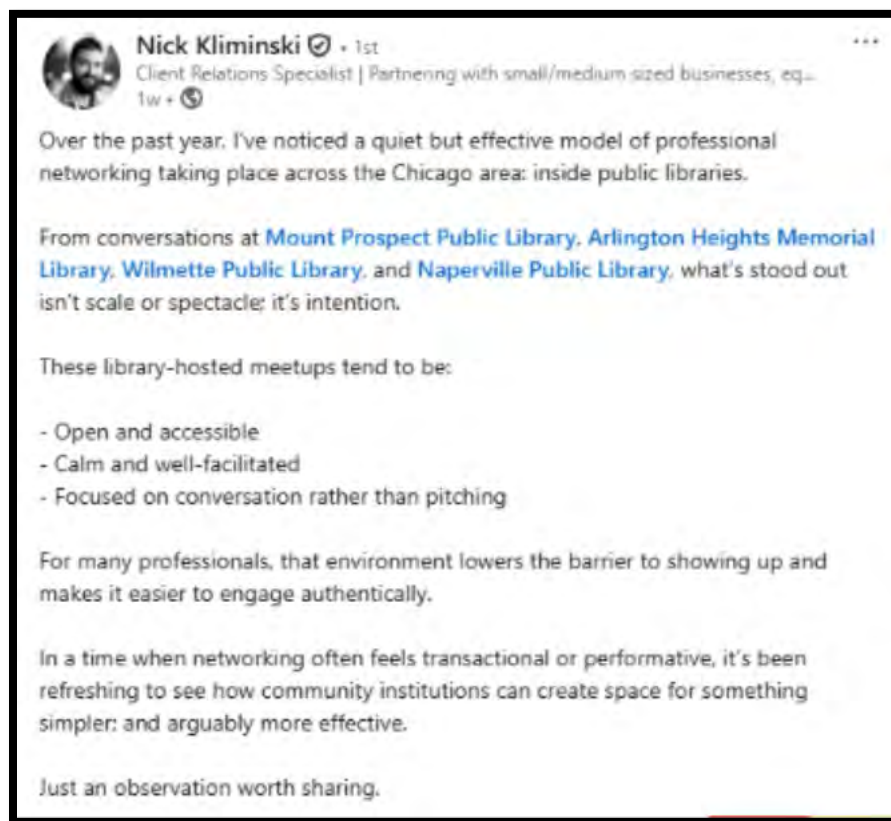 Nick Kliminski • 1st
Client Relations Specialist | Partnering with small/medium sized businesses, eq...
1w •
Over the past year, I've noticed a quiet but effective model of professional
networking taking place across the Chicago area: inside public libraries.
From conversations at Mount Prospect Public Library, Arlington Heights Memorial
Library, Wilmette Public Library, and Naperville Public Library, what's stood out
isn't scale or spectacle; it's intention.
These library-hosted meetups tend to be:
- Open and accessible
- Calm and well-facilitated
- Focused on conversation rather than pitching
For many professionals, that environment lowers the barrier to showing up and
makes it easier to engage authentically.
In a time when networking often feels transactional or performative, it's been
refreshing to see how community institutions can create space for something
simpler: and arguably more effective.
Just an observation worth sharing.